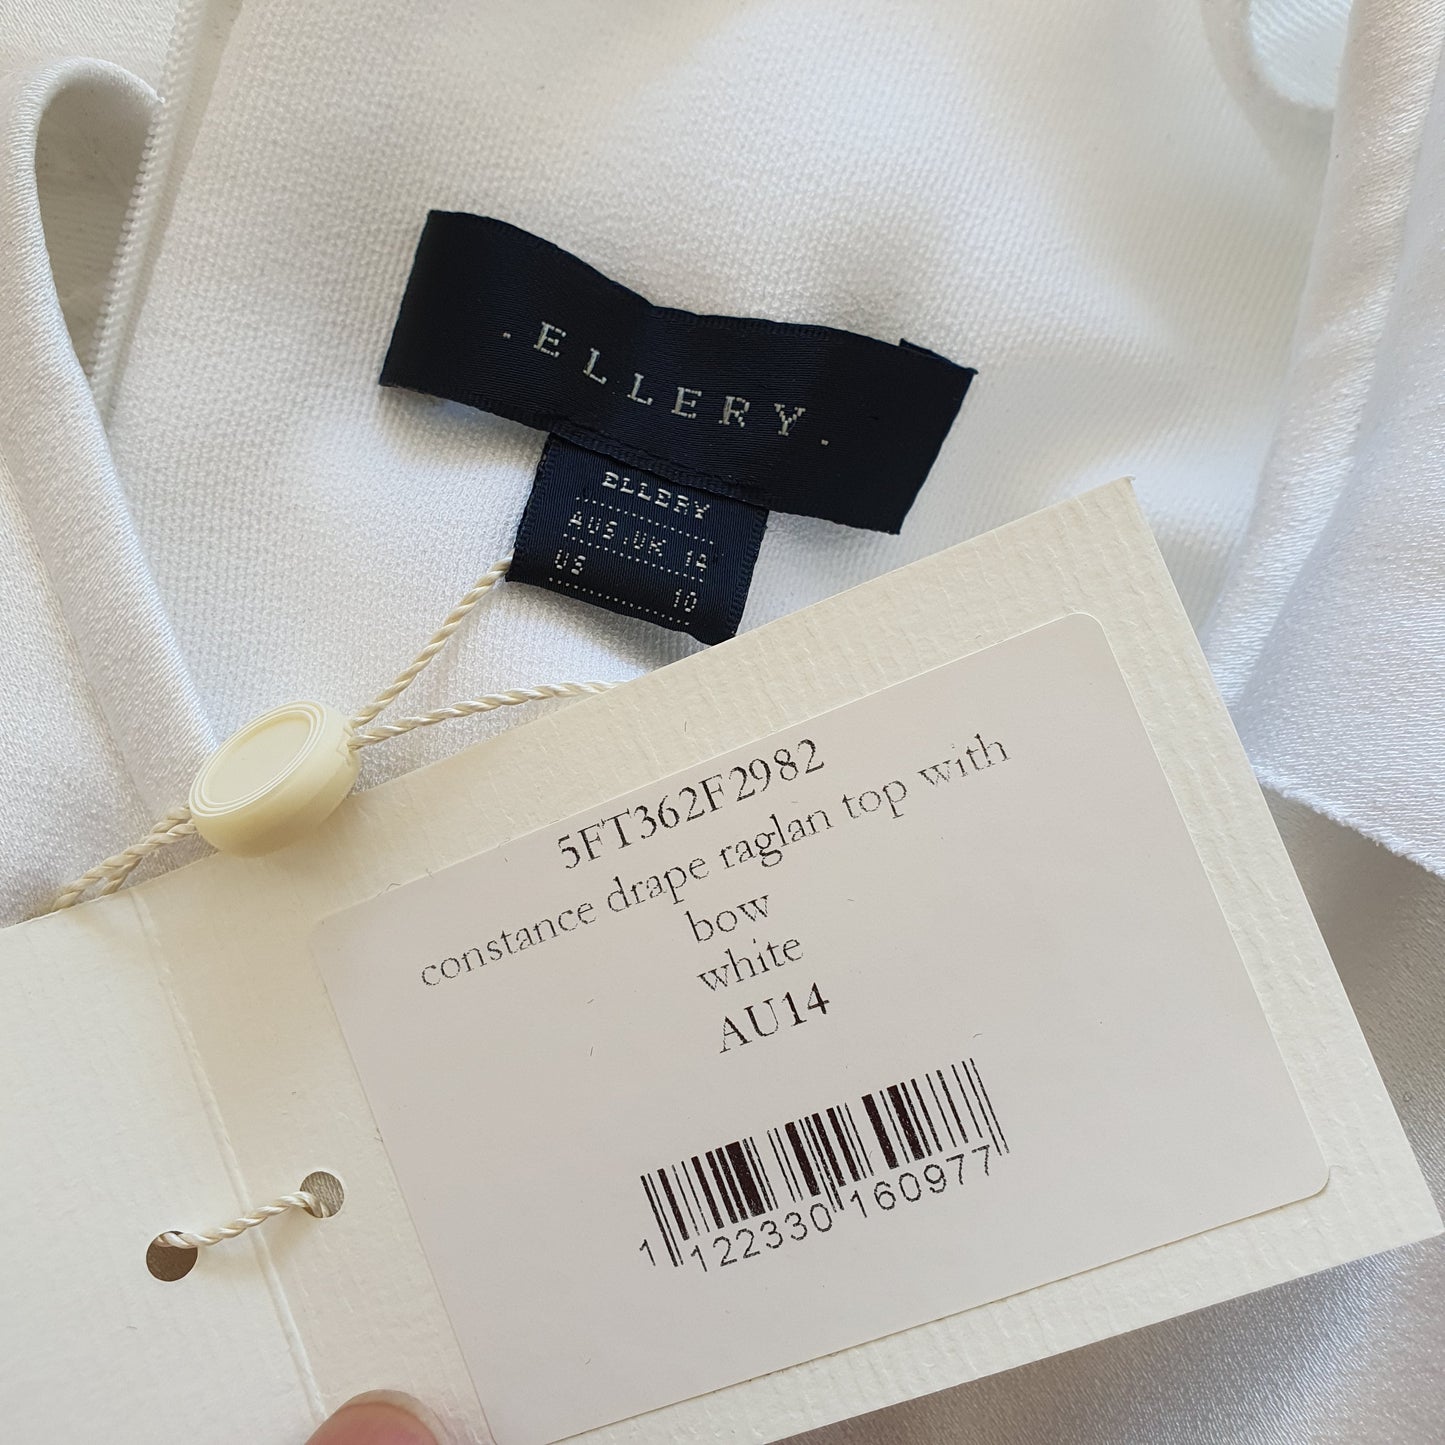 .ELLERY.
ELLERY
AUS.UK 14
US 10
5FT362F2982
constance drape raglan top with
bow
white
AU14
1 122330 160977